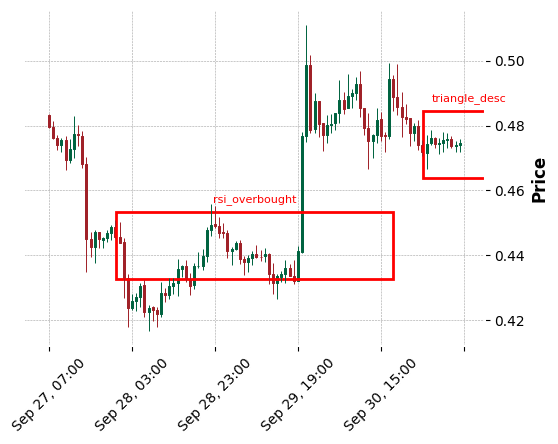 0.50
triangle_desc
0.48
Price
0.46
rsi_overbought
0.44
0.42
Sep 27, 07:00
Sep 28, 03:00
Sep 28, 23:00
Sep 29, 19:00
Sep 30, 15:00